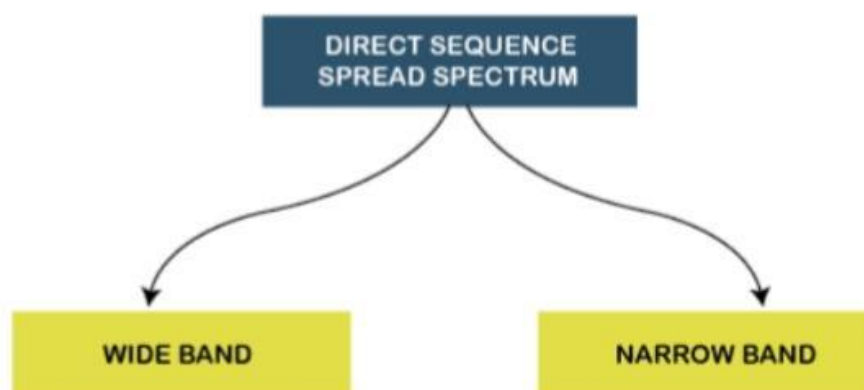 DIRECT SEQUENCE
SPREAD SPECTRUM
WIDE BAND
NARROW BAND